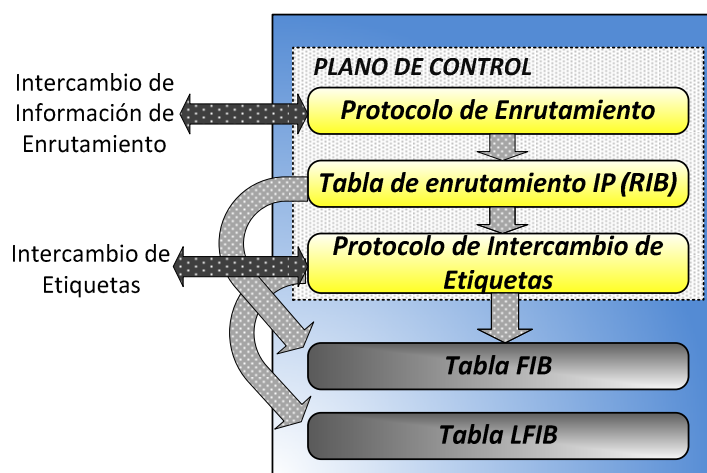 PLANO DE CONTROL
Intercambio de
Información de
Enrutamiento
Protocolo de Enrutamiento
Tabla de enrutamiento IP (RIB)
Intercambio de
Etiquetas
Protocolo de Intercambio de
Etiquetas
Tabla FIB
Tabla LFIB